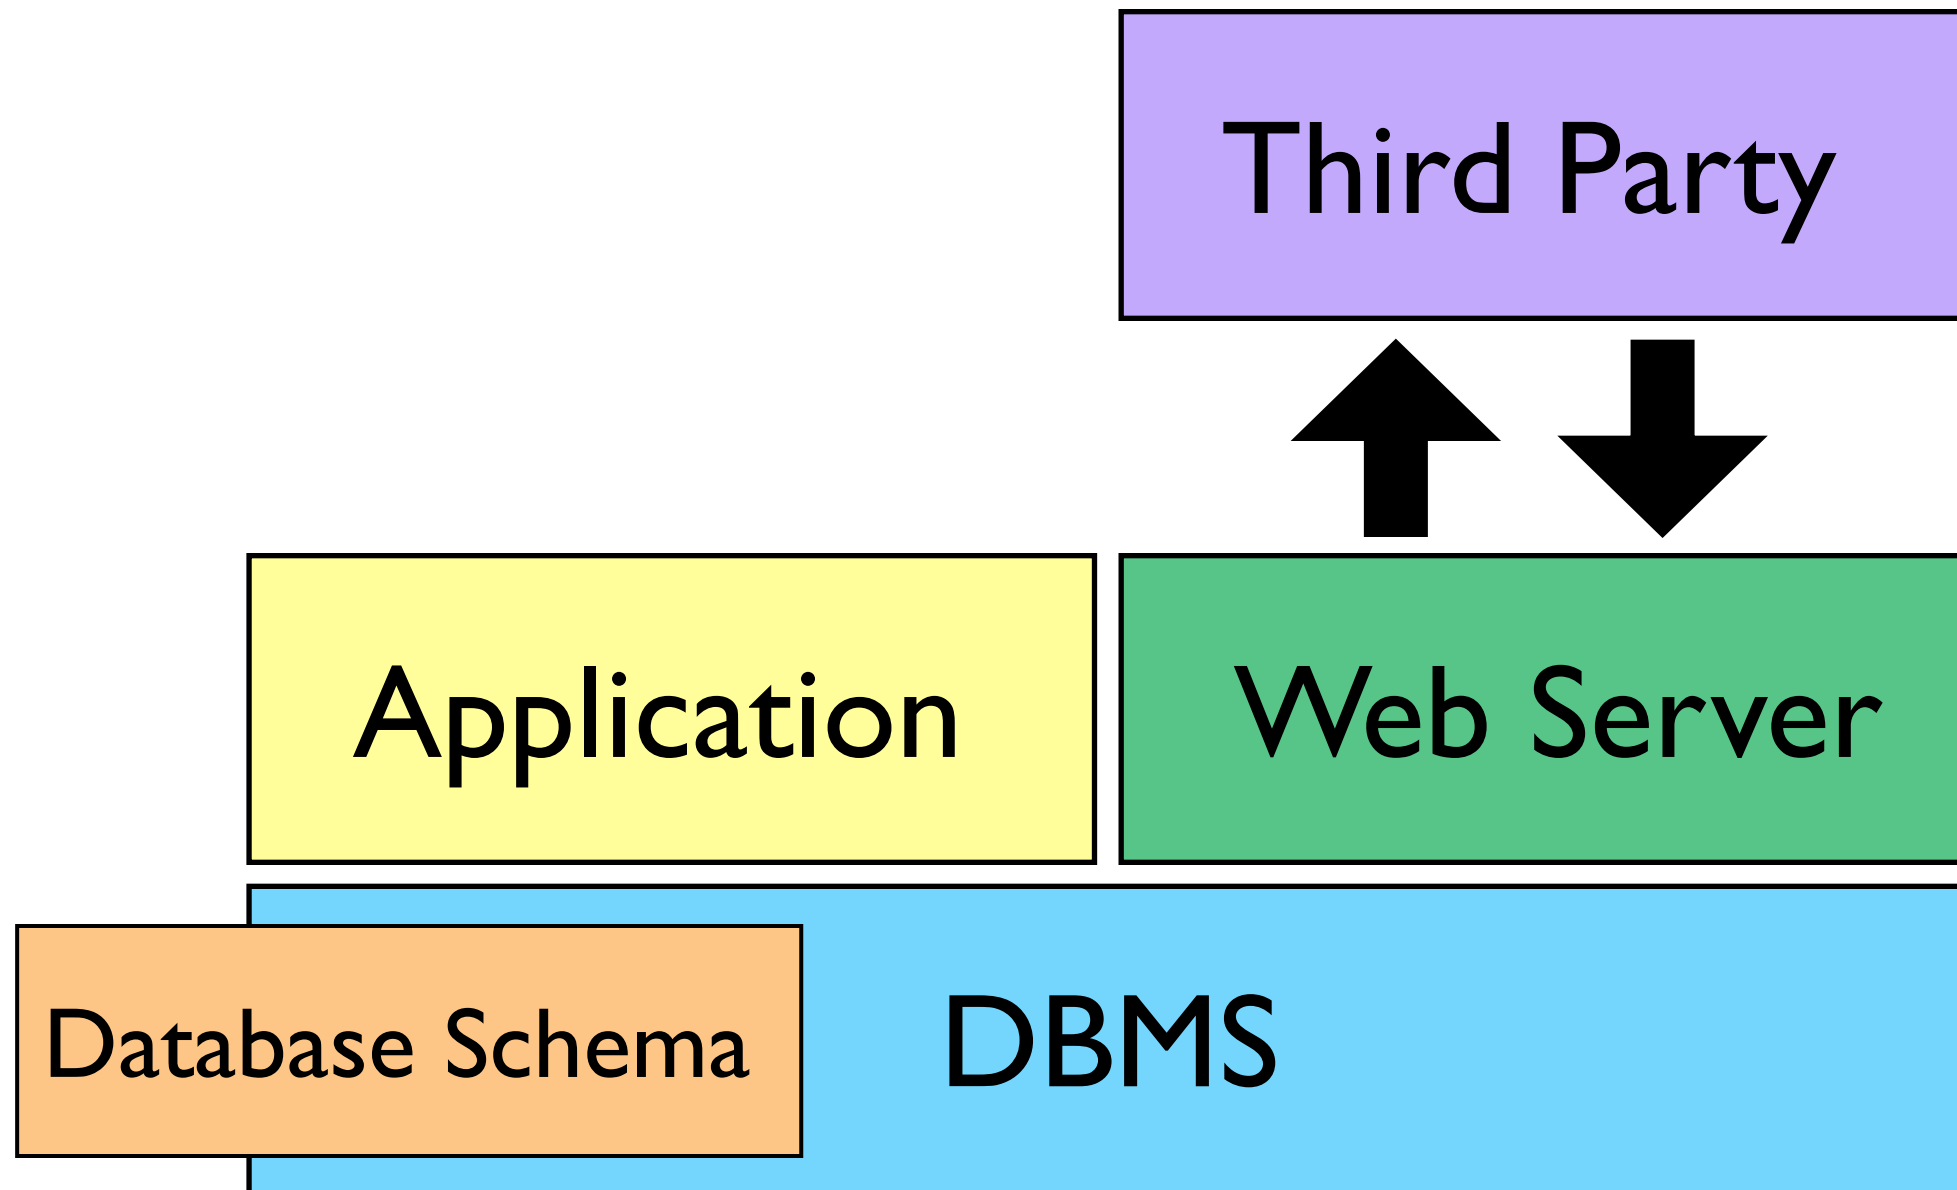 Third Party
Application
Web Server
Database Schema
DBMS